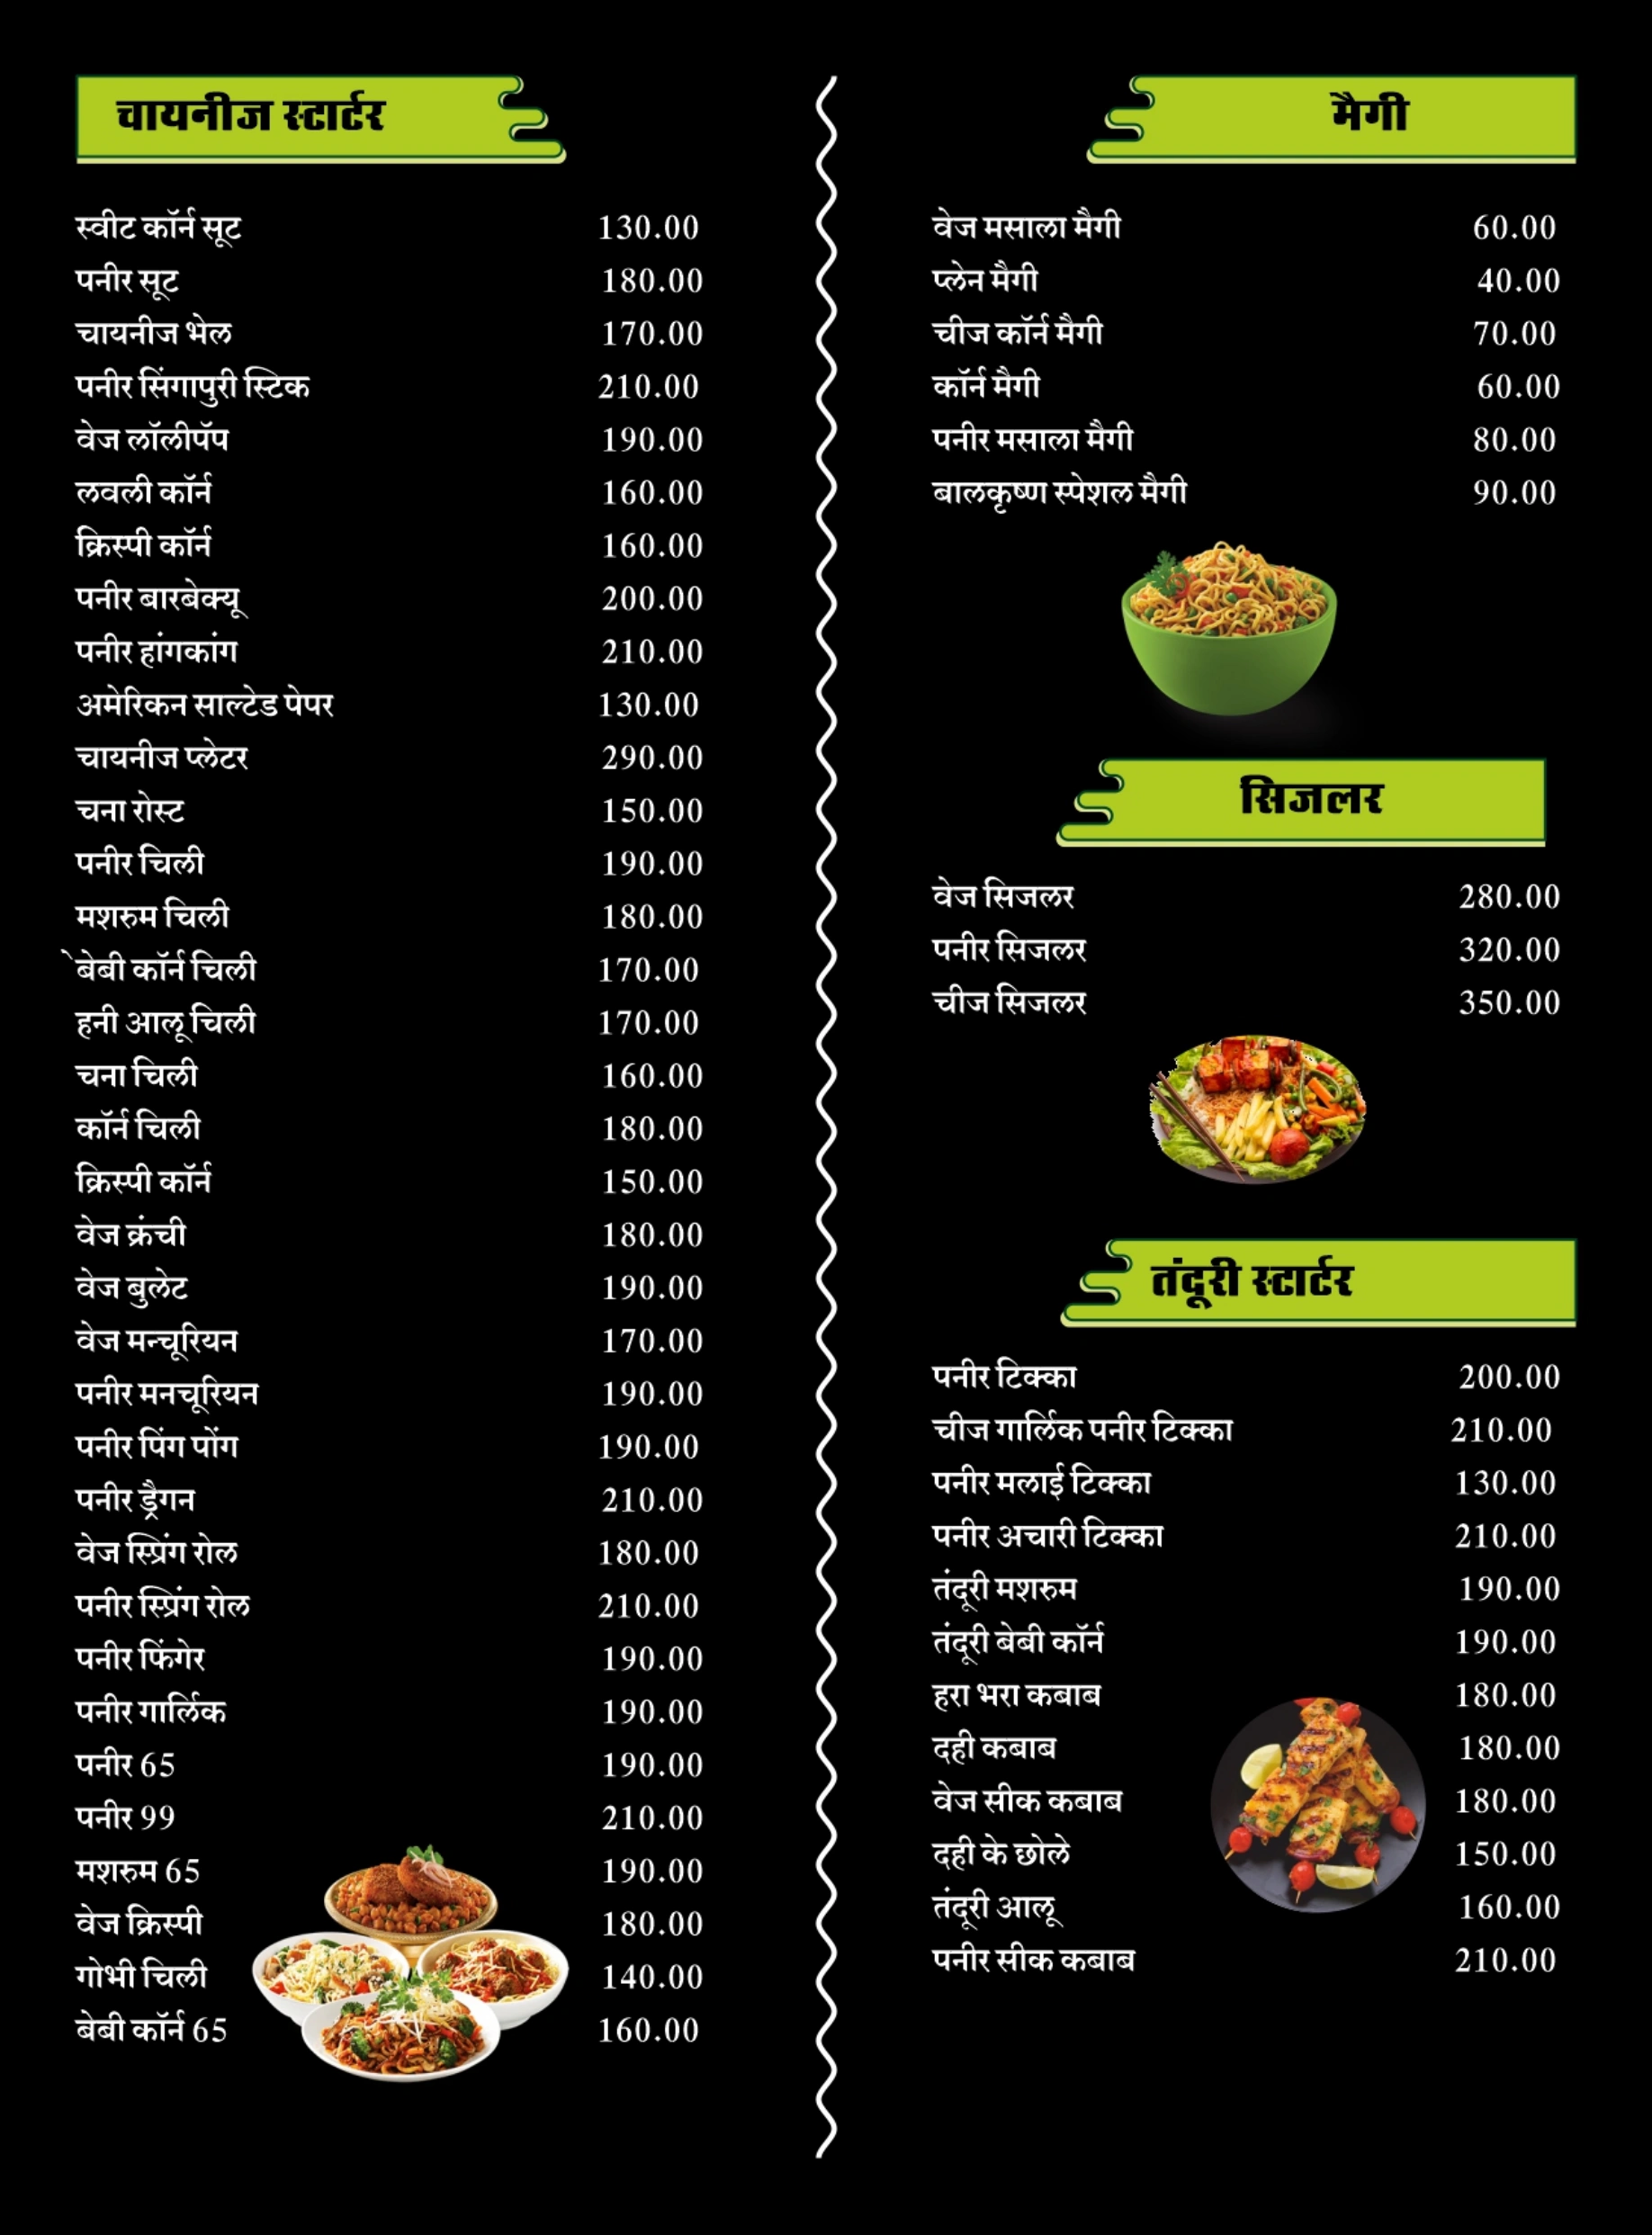 चायनीज स्टार्टर
स्वीट कॉर्न सूट 130.00
पनीर सूट 180.00
चायनीज भेल 170.00
पनीर सिंगापुरी स्टिक 210.00
वेज लॉलीपॅप 190.00
लवली कॉर्न 160.00
क्रिस्पी कॉर्न 160.00
पनीर बारबेक्यू 200.00
पनीर हांगकांग 210.00
अमेरिकन साल्टेड पेपर 130.00
चायनीज प्लेटर 290.00
चना रोस्ट 150.00
पनीर चिली 190.00
मशरुम चिली 180.00
`बेबी कॉर्न चिली 170.00
हनी आलू चिली 170.00
चना चिली 160.00
कॉर्न चिली 180.00
क्रिस्पी कॉर्न 150.00
वेज क्रंची 180.00
वेज बुलेट 190.00
वेज मन्चूरियन 170.00
पनीर मनचूरियन 190.00
पनीर पिंग पोंग 190.00
पनीर ड्रैगन 210.00
वेज स्प्रिंग रोल 180.00
पनीर स्प्रिंग रोल 210.00
पनीर फिंगेर 190.00
पनीर गार्लिक 190.00
पनीर 65 190.00
पनीर 99 210.00
मशरुम 65 190.00
वेज क्रिस्पी 180.00
गोभी चिली 140.00
बेबी कॉर्न 65 160.00
मैगी
वेज मसाला मैगी 60.00
प्लेन मैगी 40.00
चीज कॉर्न मैगी 70.00
कॉर्न मैगी 60.00
पनीर मसाला मैगी 80.00
बालकृष्ण स्पेशल मैगी 90.00
सिजलर
वेज सिजलर 280.00
पनीर सिजलर 320.00
चीज सिजलर 350.00
तंदूरी स्टार्टर
पनीर टिक्का 200.00
चीज गार्लिक पनीर टिक्का 210.00
पनीर मलाई टिक्का 130.00
पनीर अचारी टिक्का 210.00
तंदूरी मशरुम 190.00
तंदूरी बेबी कॉर्न 190.00
हरा भरा कबाब 180.00
दही कबाब 180.00
वेज सीक कबाब 180.00
दही के छोले 150.00
तंदूरी आलू 160.00
पनीर सीक कबाब 210.00